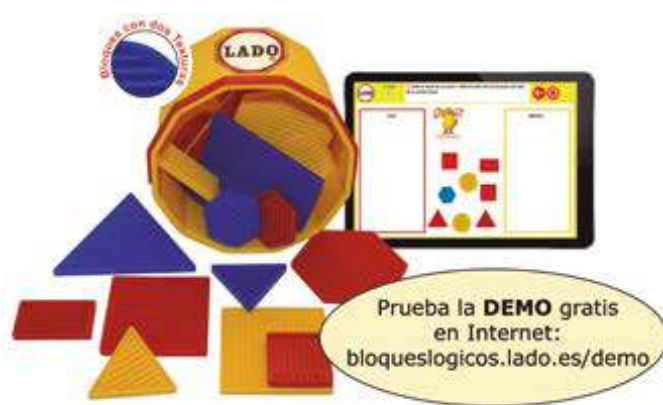 Bloques con dos Texturas
LADO
Prueba la DEMO gratis
en Internet:
bloqueslogicos.lado.es/demo